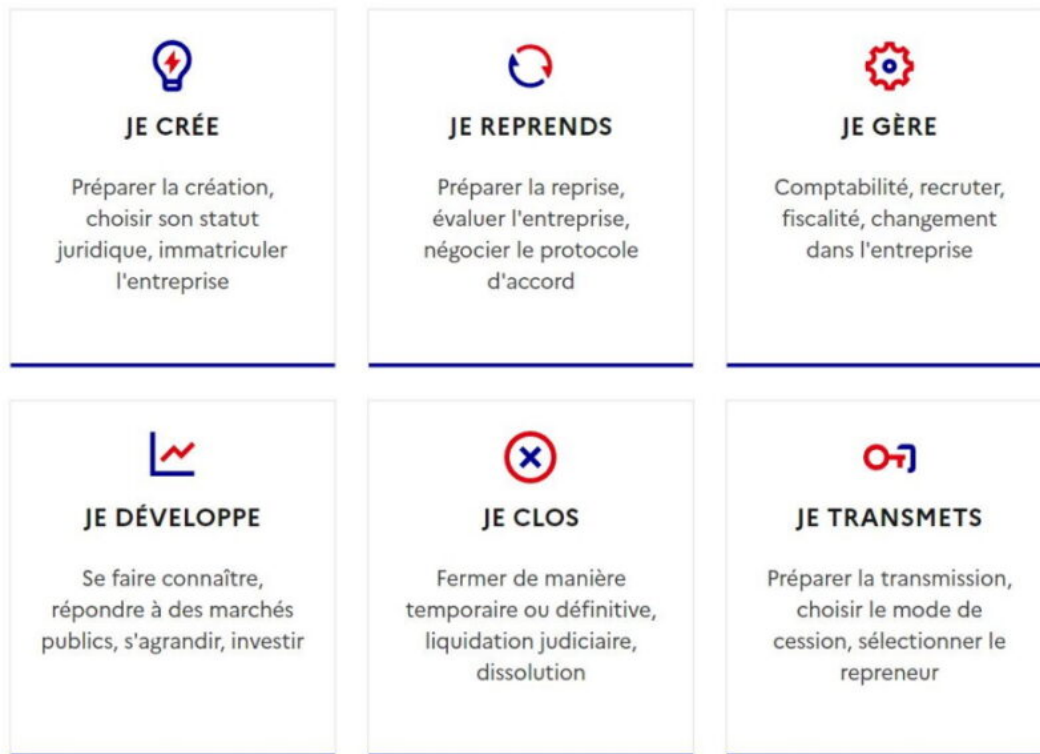 JE CRÉE
Préparer la création,
choisir son statut
juridique, immatriculer
l'entreprise
JE REPRENDS
Préparer la reprise,
évaluer l'entreprise,
négocier le protocole
d'accord
JE GÈRE
Comptabilité, recruter,
fiscalité, changement
dans l'entreprise
JE DÉVELOPPE
Se faire connaître,
répondre à des marchés
publics, s'agrandir, investir
JE CLOS
Fermer de manière
temporaire ou définitive,
liquidation judiciaire,
dissolution
JE TRANSMETS
Préparer la transmission,
choisir le mode de
cession, sélectionner le
repreneur